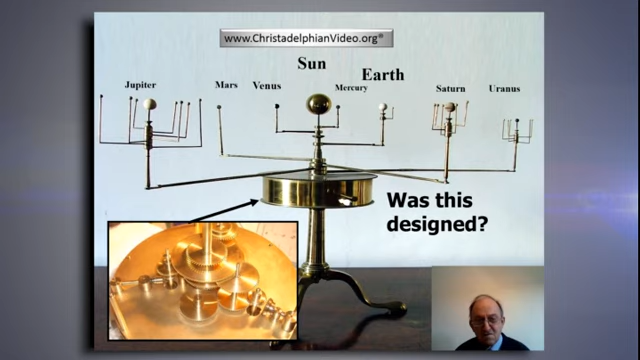 www.ChristadelphianVideo.org®
Sun
Earth
Jupiter
Mars
Venus
Mercury
Saturn
Uranus
Was this
designed?